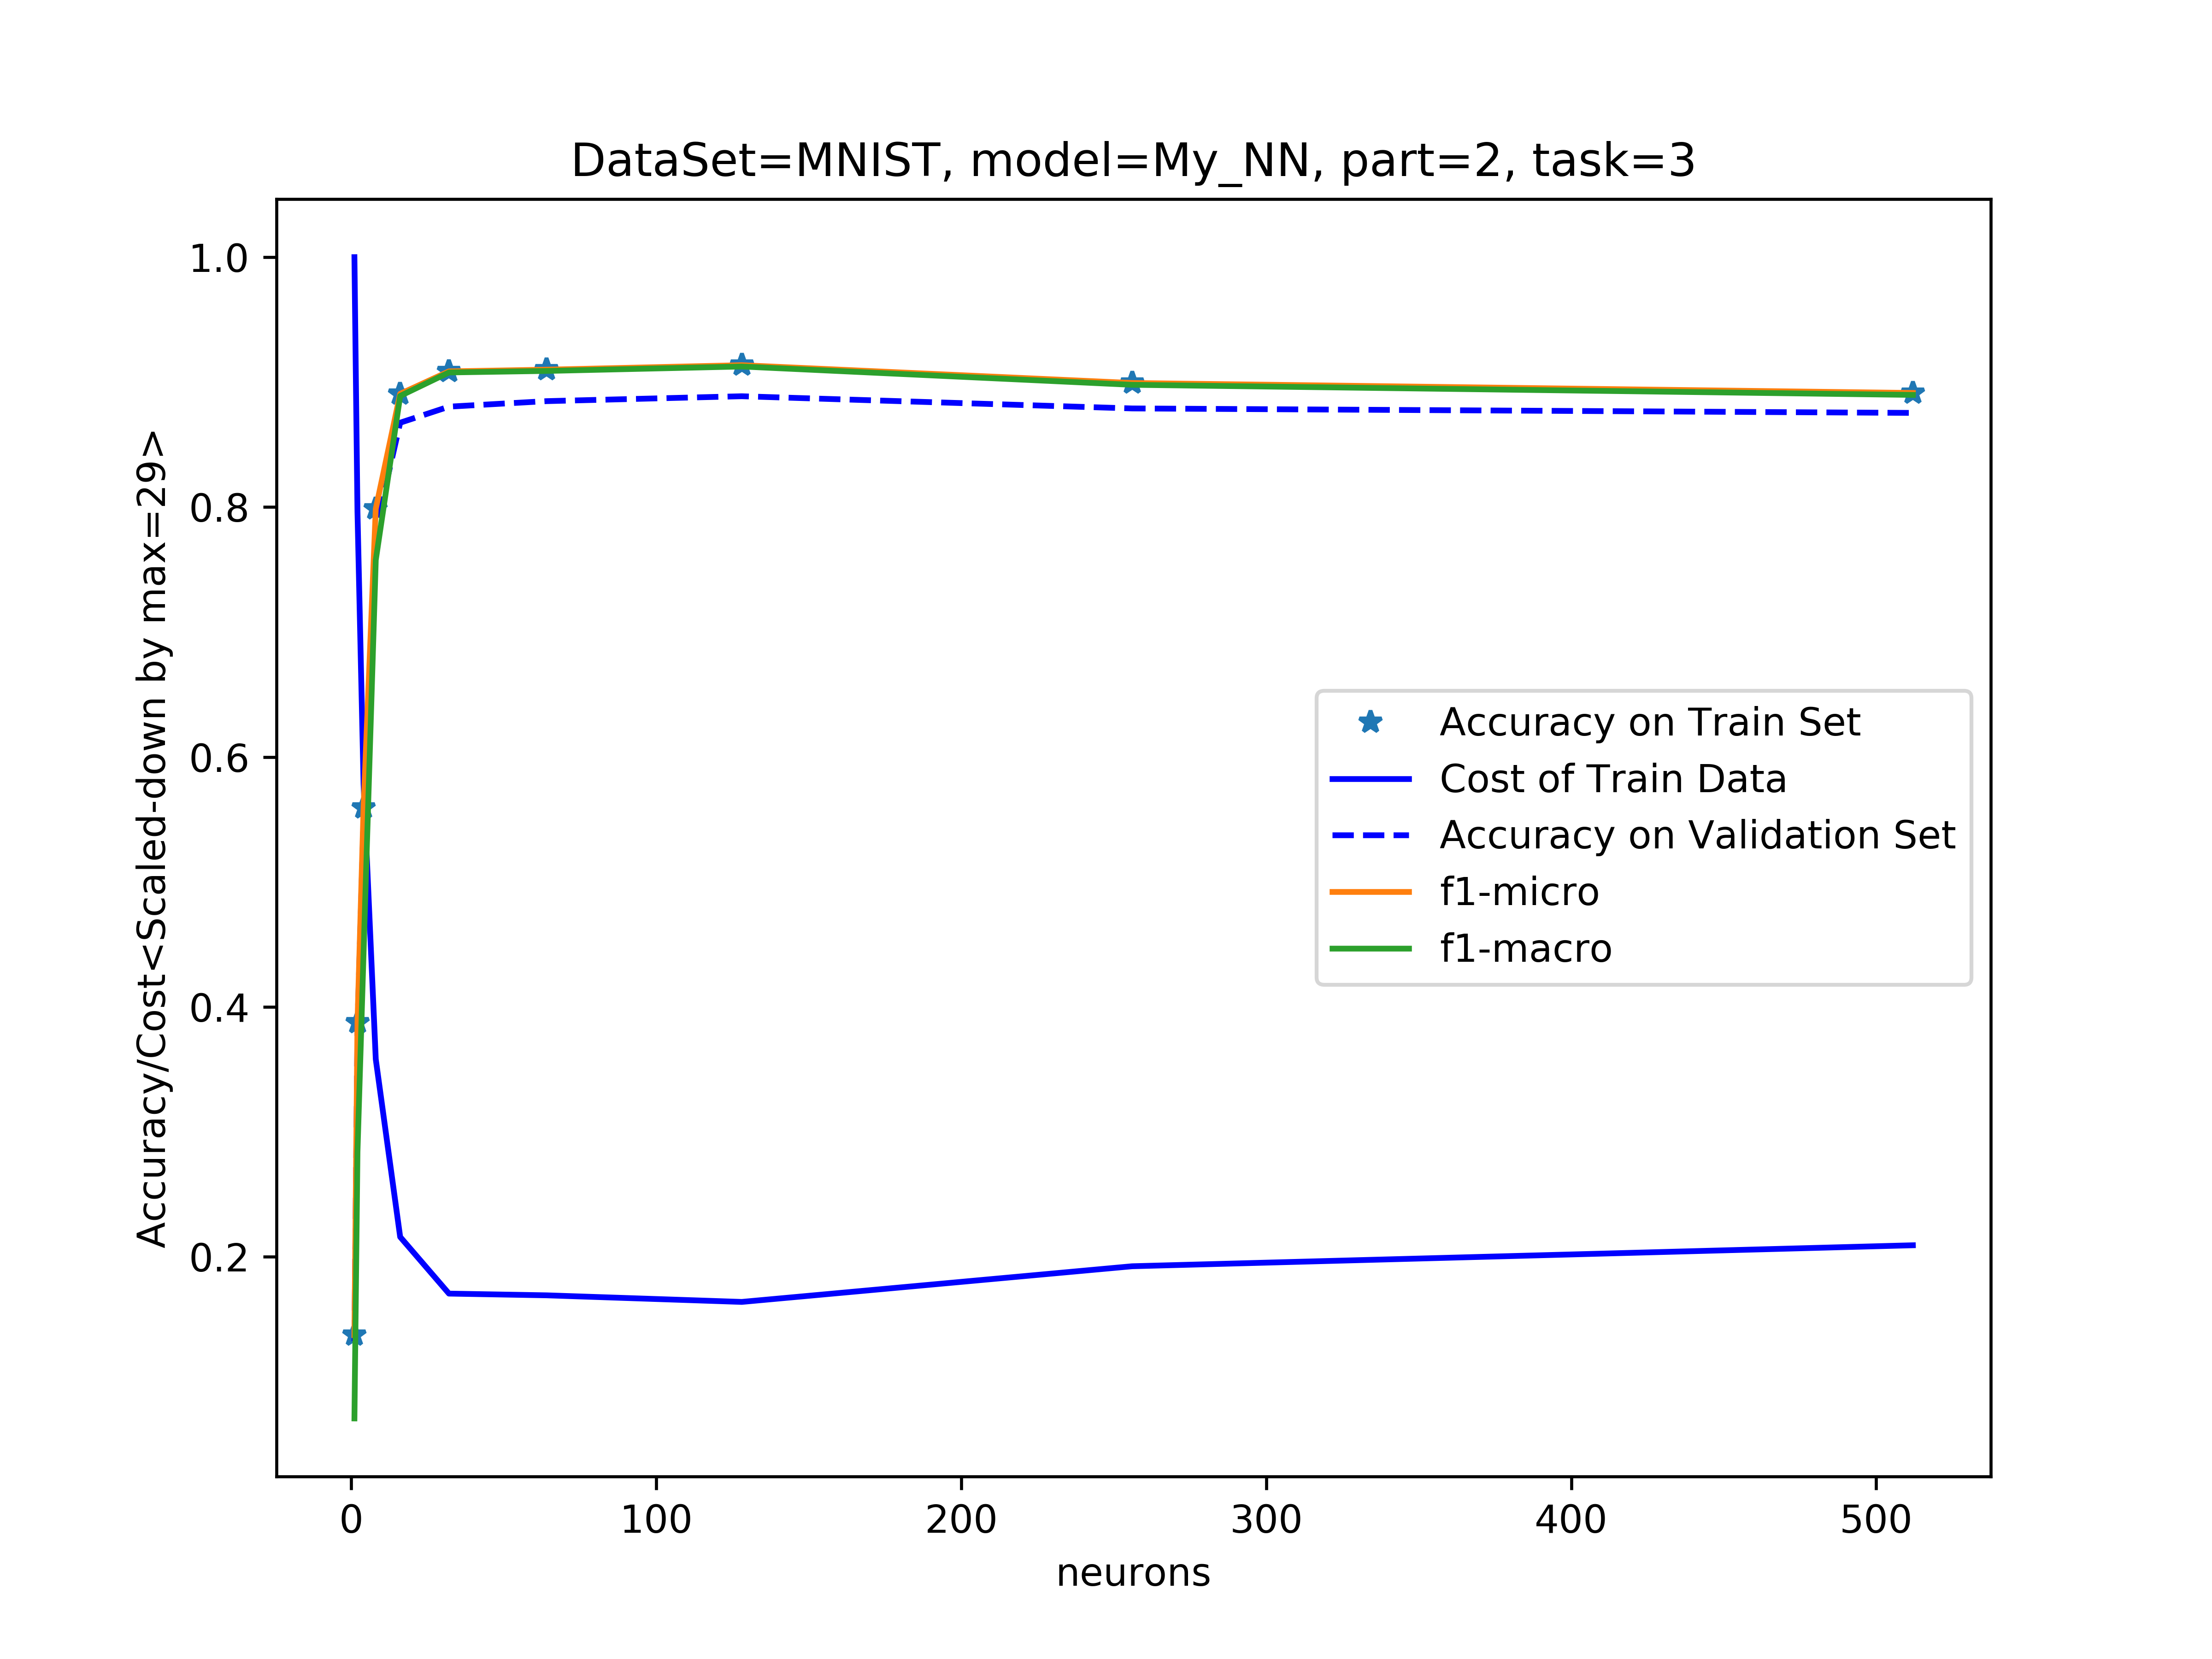 DataSet=MNIST, model=My_NN, part=2, task=3
Accuracy/Cost<Scaled-down by max=29>
1.0
0.8
0.6
0.4
0.2
Accuracy on Train Set
Cost of Train Data
Accuracy on Validation Set
f1-micro
f1-macro
0 100 200 300 400 500
neurons